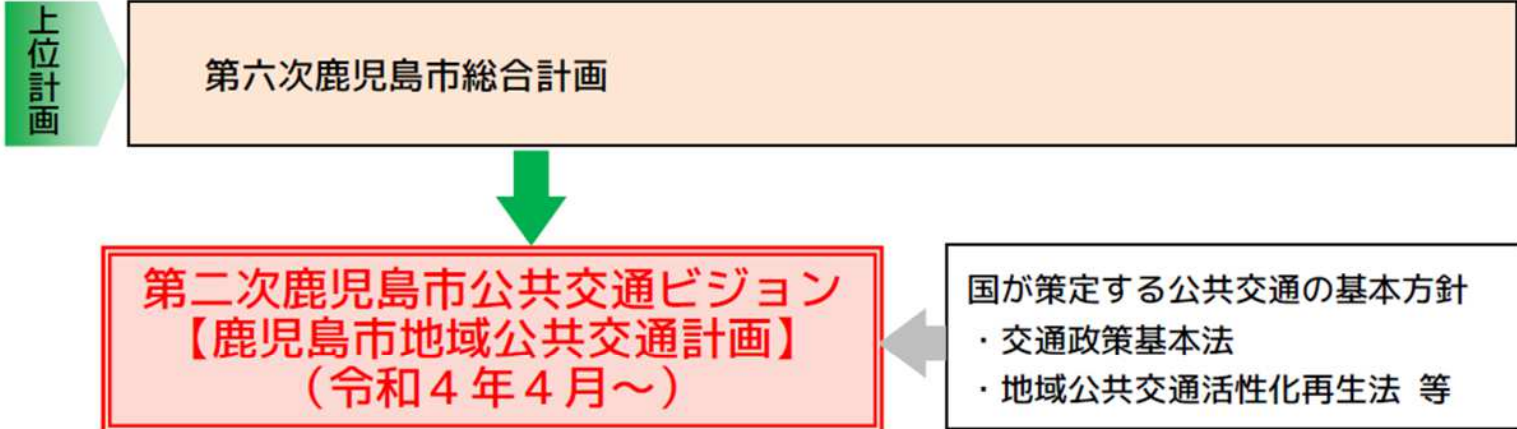 上位計画
第六次鹿児島市総合計画
第二次鹿児島市公共交通ビジョン
【鹿児島市地域公共交通計画】
（令和４年４月～）
国が策定する公共交通の基本方針
・交通政策基本法
・地域公共交通活性化再生法 等